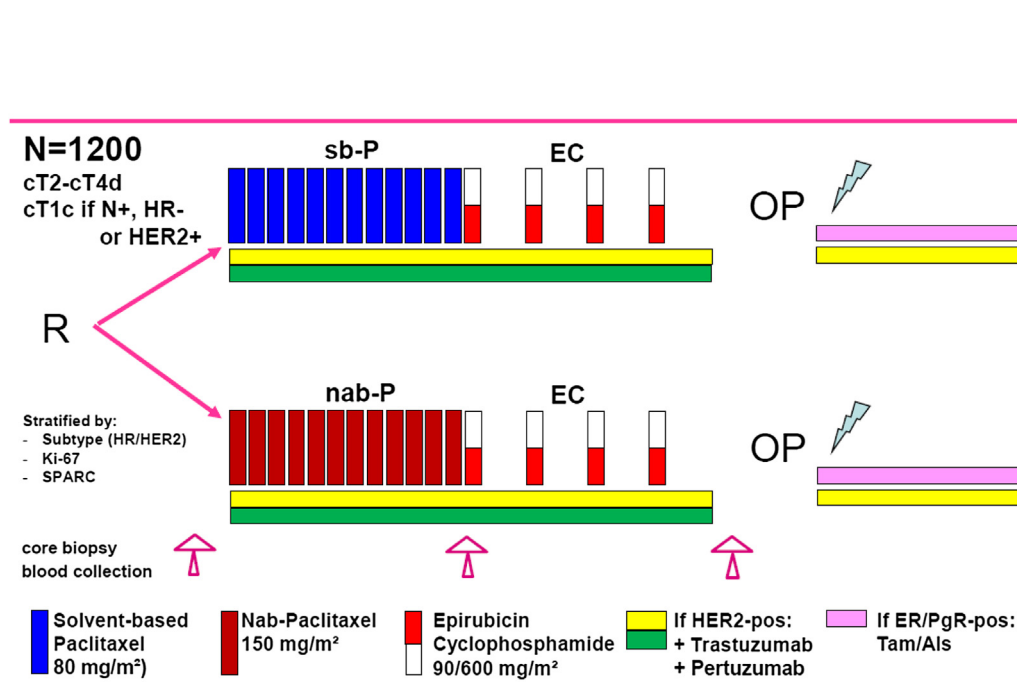 N=1200
cT2-cT4d
cT1c if N+, HR-
or HER2+
sb-P
EC
OP
R
nab-P
EC
OP
Stratified by:
- Subtype (HR/HER2)
- Ki-67
- SPARC
core biopsy
blood collection
Solvent-based
Paclitaxel
80 mg/m²)
Nab-Paclitaxel
150 mg/m²
Epirubicin
Cyclophosphamide
90/600 mg/m²
If HER2-pos:
+ Trastuzumab
+ Pertuzumab
If ER/PgR-pos:
Tam/AIs